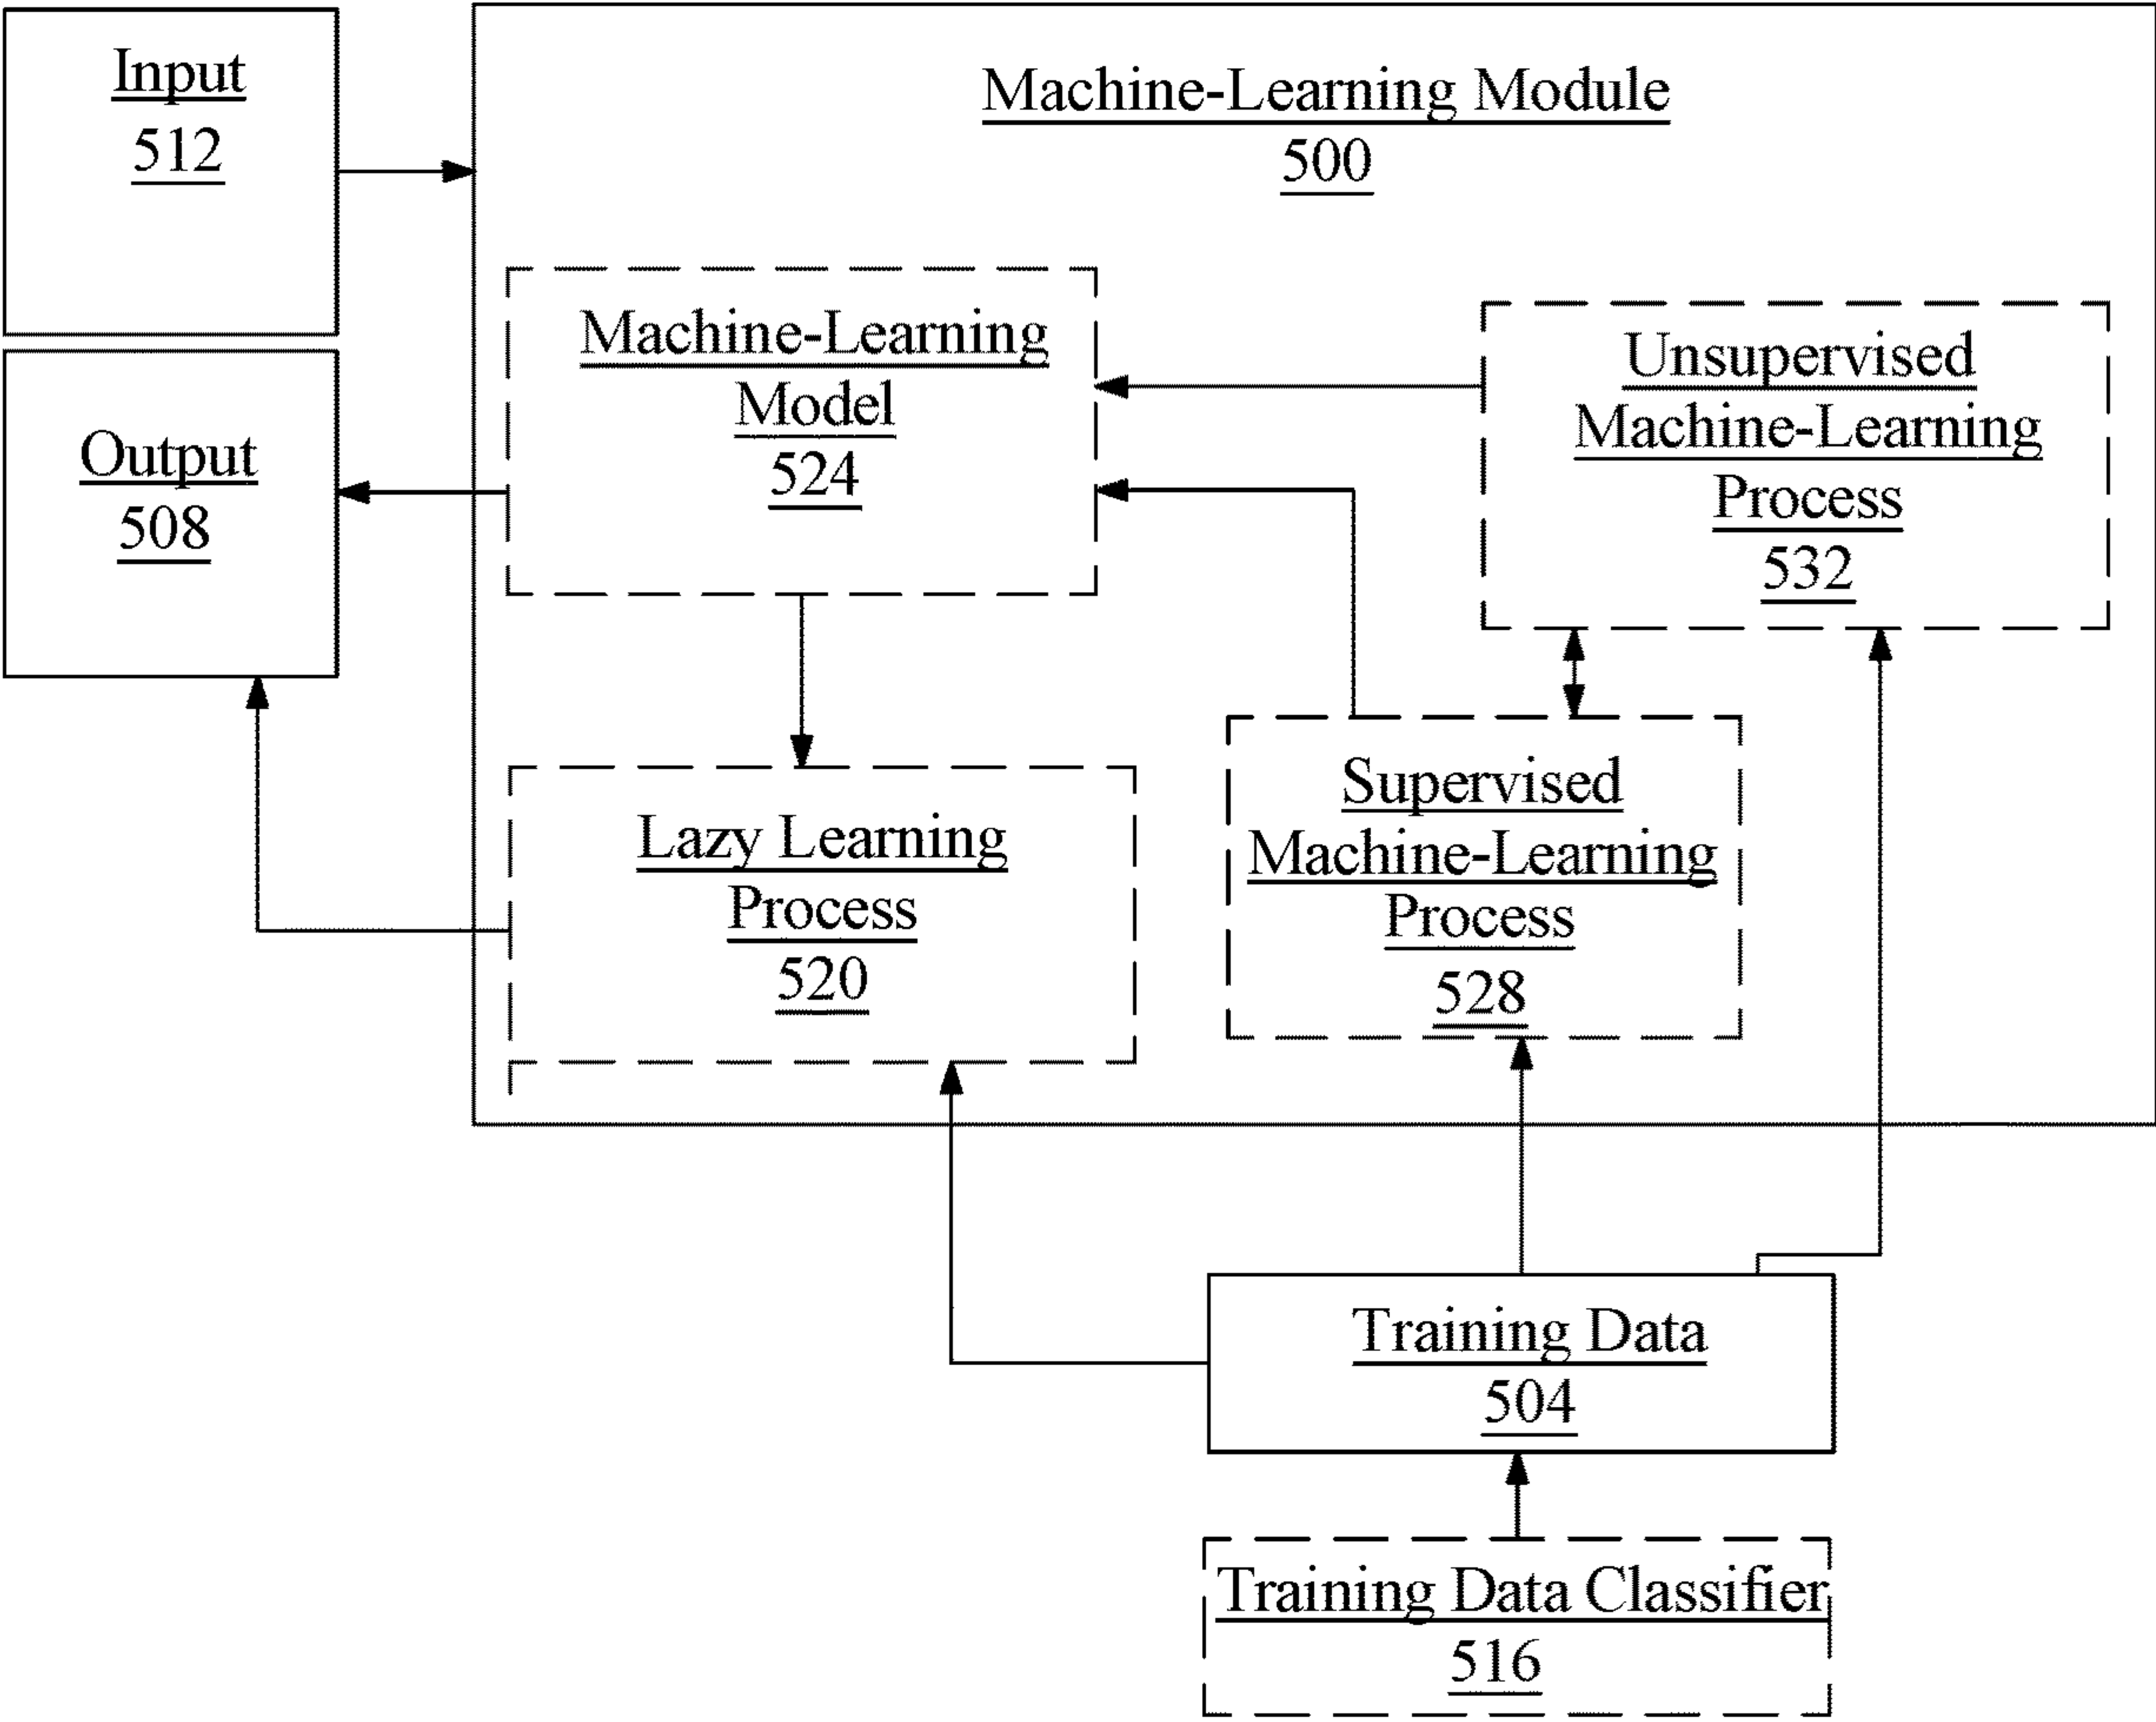 Input
512
Machine-Learning Module
500
Output
508
Machine-Learning
Model
524
Unsupervised
Machine-Learning
Process
532
Lazy Learning
Process
520
Supervised
Machine-Learning
Process
528
Training Data
504
Training Data Classifier
516